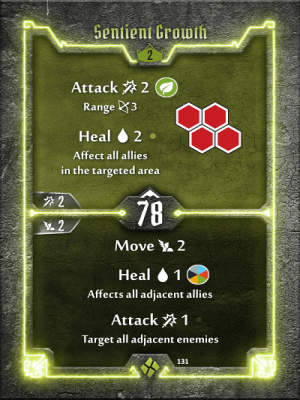 Sentient Growth
2
Attack 2
Range 3
Heal 2
Affect all allies
in the targeted area
2
78
2
Move 2
Heal 1
Affects all adjacent allies
Attack 1
Target all adjacent enemies
131